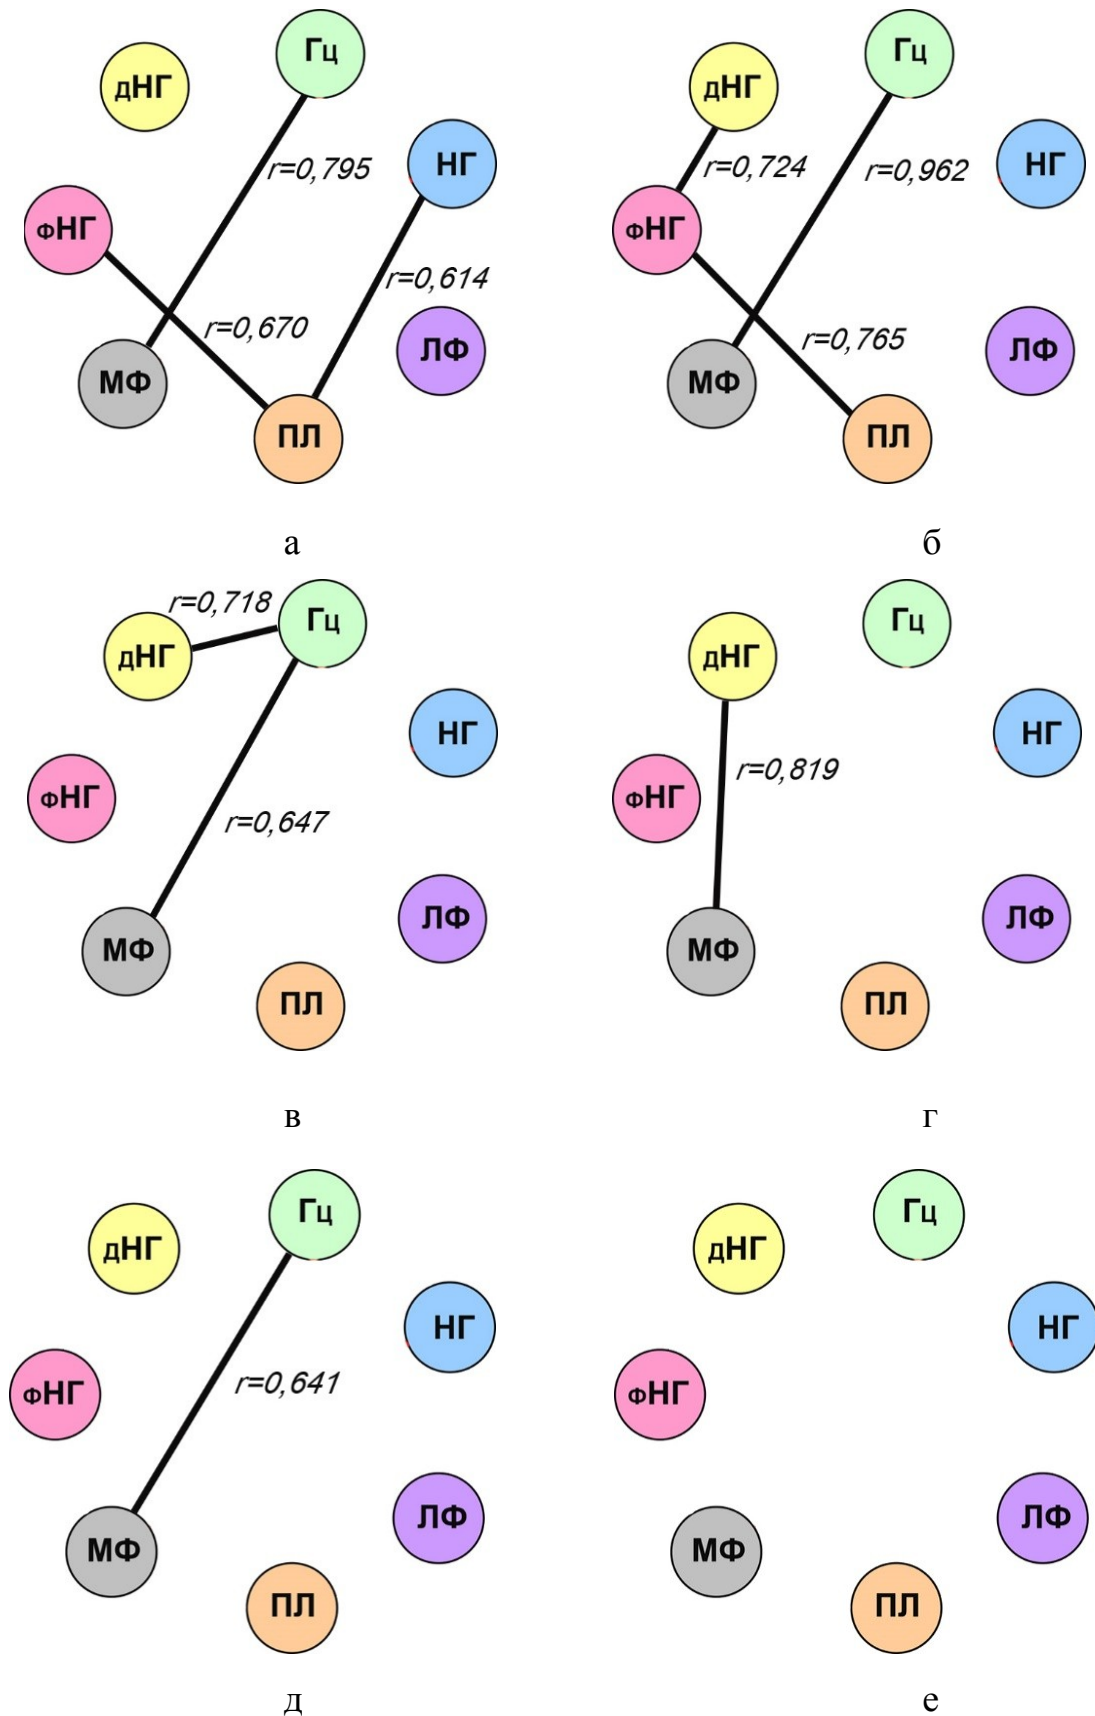 Гц
дНГ
r=0,795
НГ
фНГ
r=0,614
r=0,670
ЛФ
МФ
ПЛ
а
Гц
дНГ
r=0,724
r=0,962
НГ
фНГ
r=0,765
ЛФ
МФ
ПЛ
б
r=0,718
Гц
дНГ
НГ
фНГ
r=0,647
ЛФ
МФ
ПЛ
в
Гц
дНГ
НГ
r=0,819
фНГ
ЛФ
МФ
ПЛ
г
Гц
дНГ
НГ
r=0,641
фНГ
ЛФ
МФ
ПЛ
д
Гц
дНГ
НГ
фНГ
ЛФ
МФ
ПЛ
е